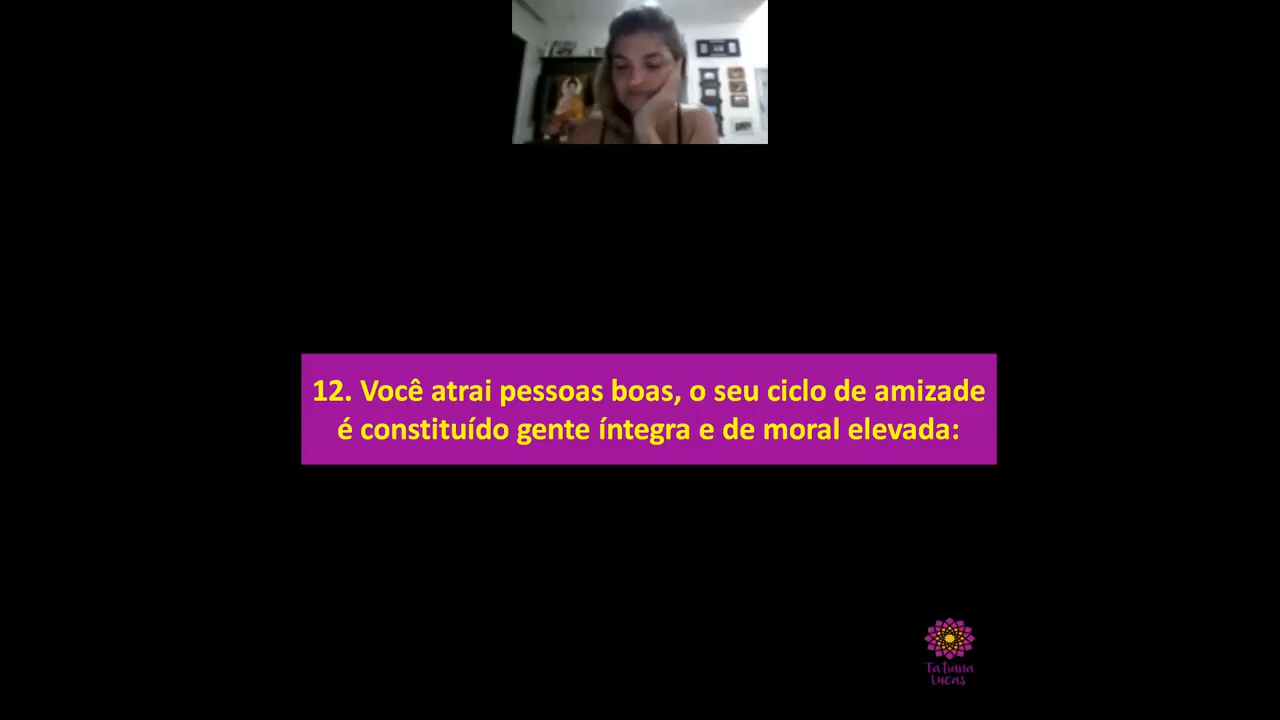 12. Você atrai pessoas boas, o seu ciclo de amizade
é constituído gente íntegra e de moral elevada:
Tatiana
Lucas